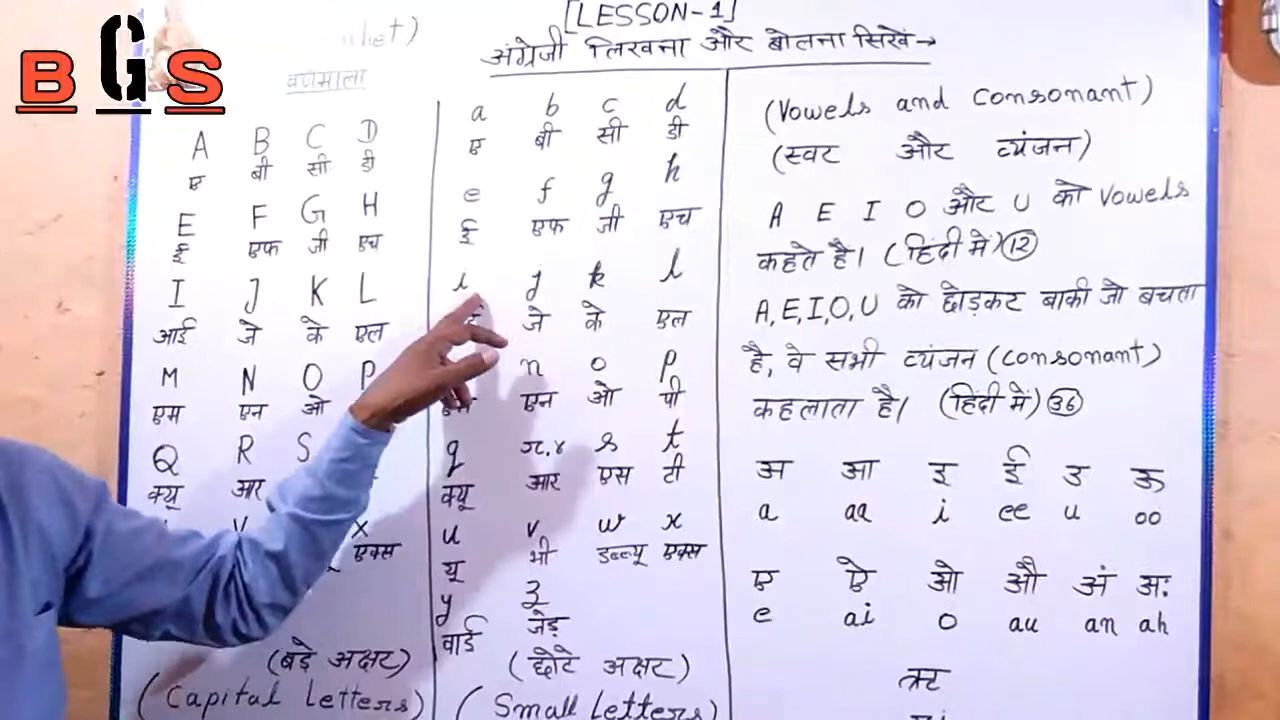 BGS
[LESSON-1]
अंग्रेजी लिखना और बोलना सिखें→
वर्णमाला
A B C D
ए बी सी डी
E F G H
ई एफ जी एच
I J K L
आई जे के एल
M N O P
एम एन ओ
Q R S
क्यू आर
V X
एक्स
(बड़े अक्षर)
(Capital Letters)
a b c d
ए बी सी डी
e f g h
ई एफ जी एच
i j k l
जे के एल
n o p
एन ओ पी
q r,r s t
क्यू आर एस टी
u v w x
यू भी डब्ल्यू एक्स
y z
वाई जेड़
(छोटे अक्षर)
(Small Letters)
(Vowels and Consonant)
(स्वर और व्यंजन)
A E I O और U को Vowels
कहते है। (हिंदी में) 12
A,E,I,O,U को छोड़कर बाकी जो बचता
है, वे सभी व्यंजन (Consonant)
कहलाता है। (हिंदी में) 36
अ आ इ ई उ ऊ
a aa i ee u oo
ए ऐ ओ औ अं अः
e ai o au an ah